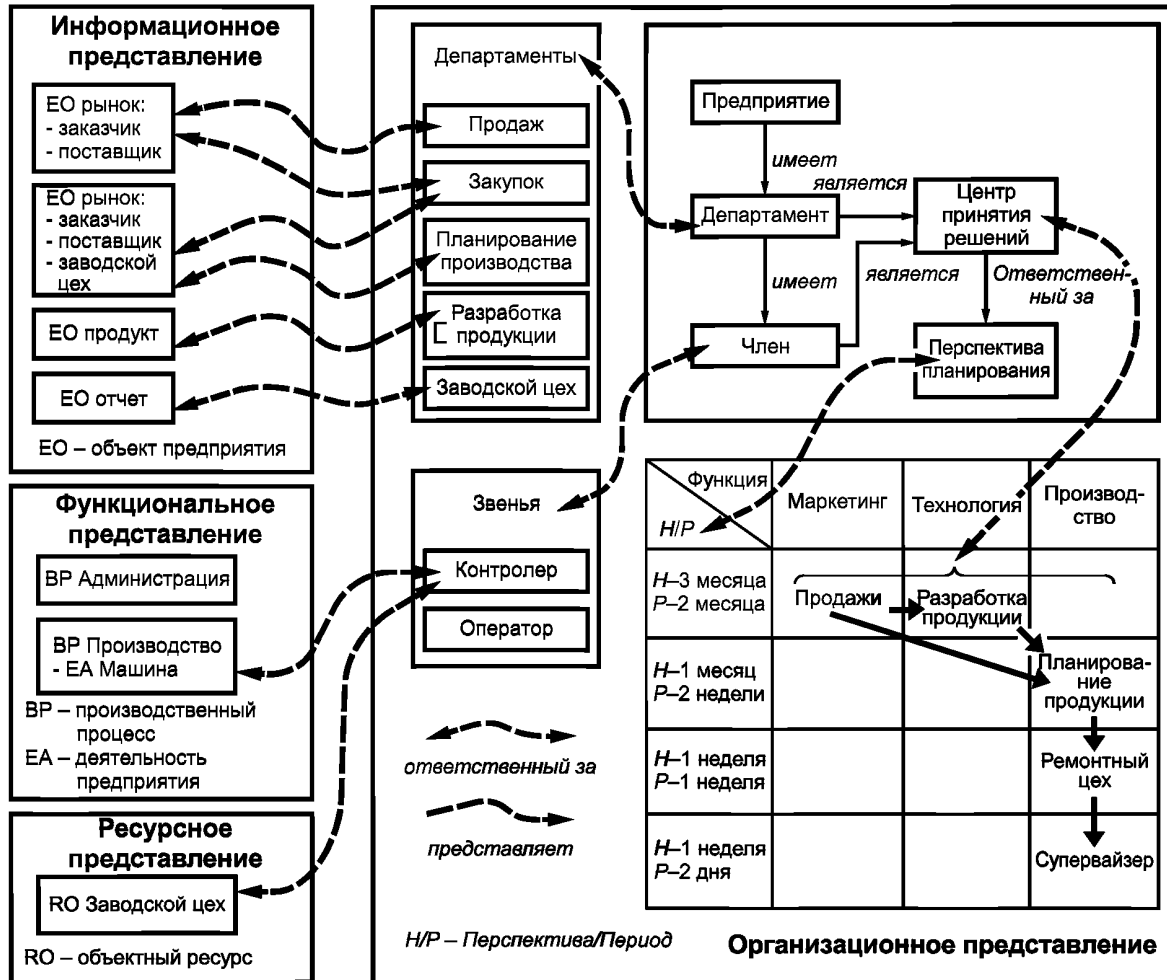 Информационное
представление
ЕО рынок:
- заказчик
- поставщик
ЕО рынок:
- заказчик
- поставщик
- заводской
цех
ЕО продукт
ЕО отчет
ЕО – объект предприятия
Функциональное
представление
ВР Администрация
ВР Производство
- ЕА Машина
ВР – производственный
процесс
ЕА – деятельность
предприятия
Ресурсное
представление
RO Заводской цех
RO – объектный ресурс
Департаменты
Продаж
Закупок
Планирование
производства
Разработка
продукции
Заводской цех
Звенья
Контролер
Оператор
ответственный за
представляет
H/P – Перспектива/Период
Предприятие
имеет
является
Департамент
Центр
принятия
решений
имеет
является
Ответствен-
ный за
Член
Перспектива
планирования
Функция
H/P
Маркетинг
Технология
Производ-
ство
H–3 месяца
P–2 месяца
Продажи
Разработка
продукции
H–1 месяц
P–2 недели
Планирова-
ние
продукции
H–1 неделя
P–1 неделя
Ремонтный
цех
H–1 неделя
P–2 дня
Супервайзер
Организационное представление